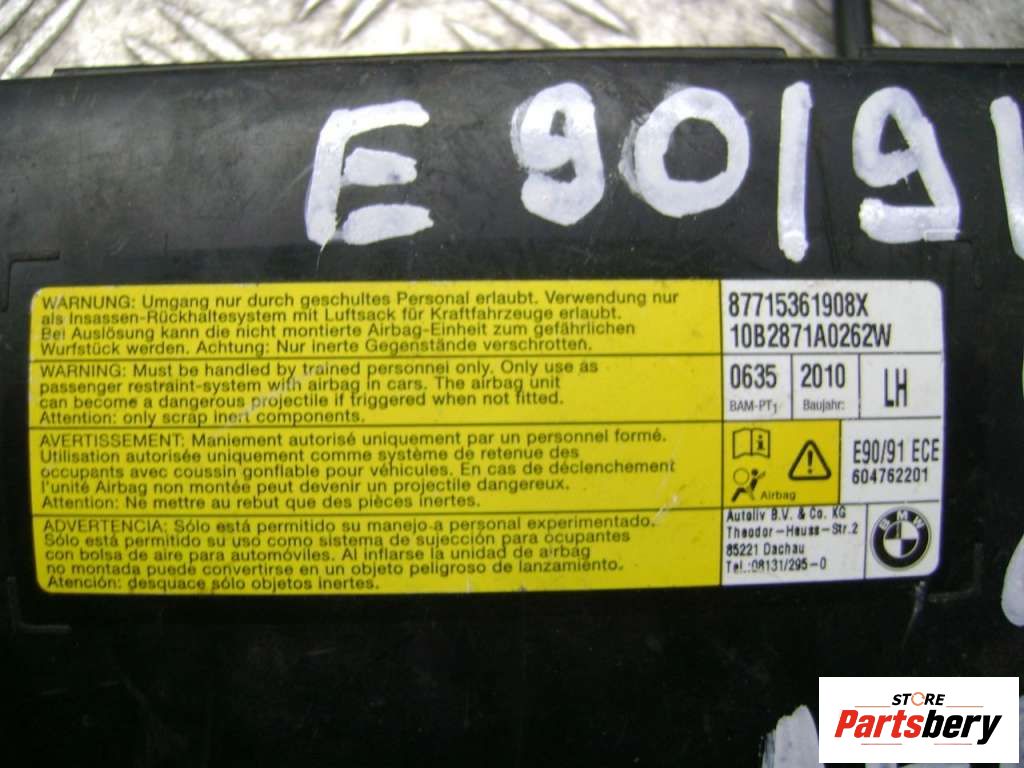 E 90/91
WARNUNG: Umgang nur durch geschultes Personal erlaubt. Verwendung nur
als Insassen-Rückhaltesystem mit Luftsack für Kraftfahrzeuge erlaubt.
Bei Auslösung kann die nicht montierte Airbag-Einheit zum gefährlichen
Wurfstück werden. Achtung: Nur inerte Gegenstände verschrotten.
WARNING: Must be handled by trained personnel only. Only use as
passenger restraint-system with airbag in cars. The airbag unit
can become a dangerous projectile if triggered when not fitted.
Attention: only scrap inert components.
AVERTISSEMENT: Maniement autorisé uniquement par un personnel formé.
Utilisation autorisée uniquement comme système de retenue des
occupants avec coussin gonflable pour véhicules. En cas de déclenchement
l'unité Airbag non montée peut devenir un projectile dangereux.
Attention: Ne mettre au rebut que des pièces inertes.
ADVERTENCIA: Sólo está permitido su manejo a personal experimentado.
Sólo está permitido su uso como sistema de sujección para ocupantes
con bolsa de aire para automóviles. Al inflarse la unidad de airbag
no montada puede convertirse en un objeto peligroso de lanzamiento.
Atención: desguace sólo objetos inertes.
87715361908X
10B2871A0262W
0635
BAM-PT1
2010
Baujahr:
LH
i
Airbag
E90/91 ECE
604762201
Autoliv B.V. & Co. KG
Theodor-Heuss-Str.2
85221 Dachau
Tel.:08131/295-0
BMW
STORE
Partsbery